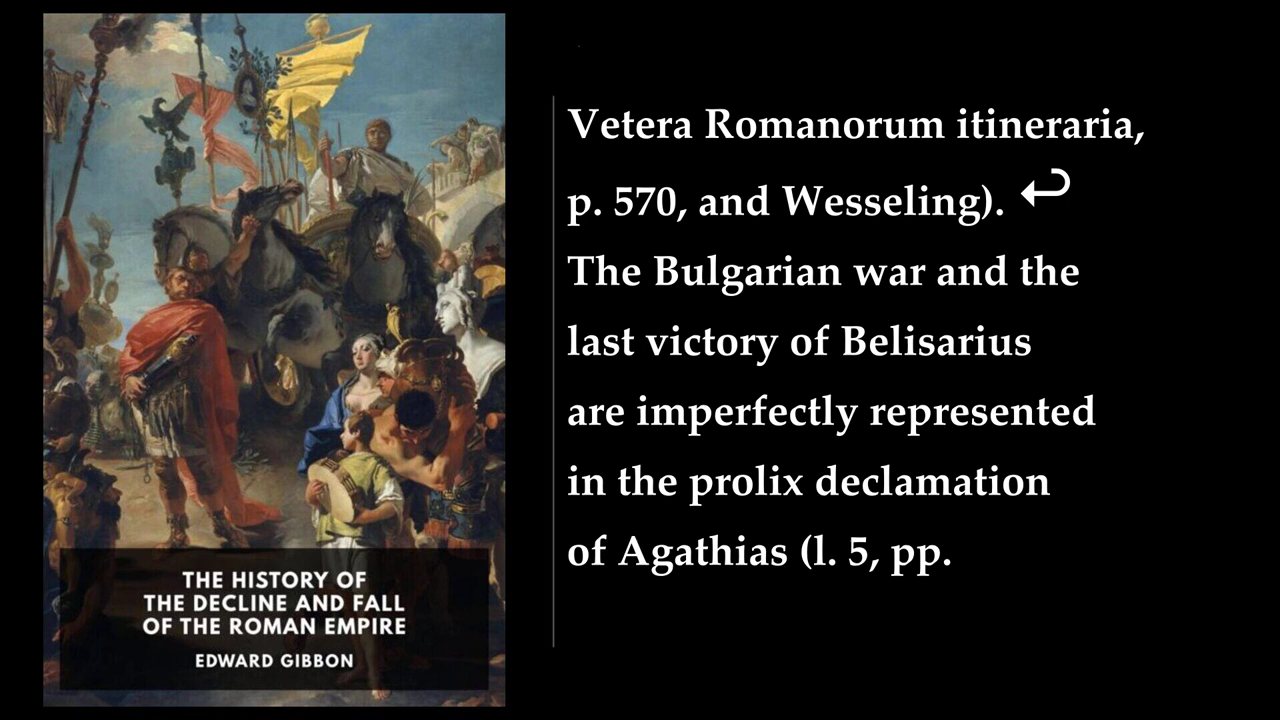 THE HISTORY OF
THE DECLINE AND FALL
OF THE ROMAN EMPIRE
EDWARD GIBBON
Vetera Romanorum itineraria,
p. 570, and Wesseling). ↩
The Bulgarian war and the
last victory of Belisarius
are imperfectly represented
in the prolix declamation
of Agathias (l. 5, pp.